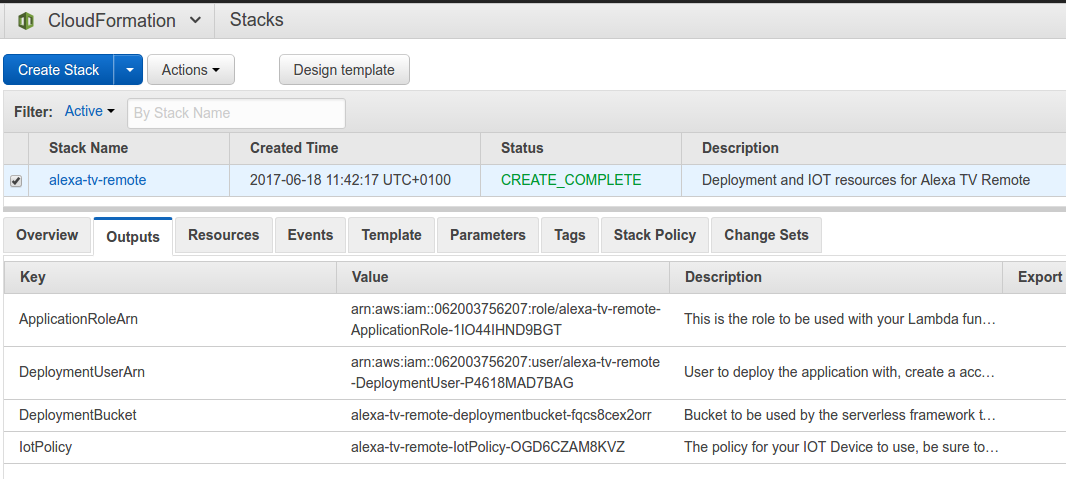 CloudFormation Stacks
Create Stack Actions Design template
Filter: Active By Stack Name
Stack Name Created Time Status Description
alexa-tv-remote 2017-06-18 11:42:17 UTC+0100 CREATE_COMPLETE Deployment and IOT resources for Alexa TV Remote
Overview Outputs Resources Events Template Parameters Tags Stack Policy Change Sets
Key Value Description Export
ApplicationRoleArn arn:aws:iam::062003756207:role/alexa-tv-remote-
ApplicationRole-1IO44IHND9BGT This is the role to be used with your Lambda fun…
DeploymentUserArn arn:aws:iam::062003756207:user/alexa-tv-remote
-DeploymentUser-P4618MAD7BAG User to deploy the application with, create a acc…
DeploymentBucket alexa-tv-remote-deploymentbucket-fqcs8cex2orr Bucket to be used by the serverless framework t…
IotPolicy alexa-tv-remote-IotPolicy-OGD6CZAM8KVZ The policy for your IOT Device to use, be sure to…